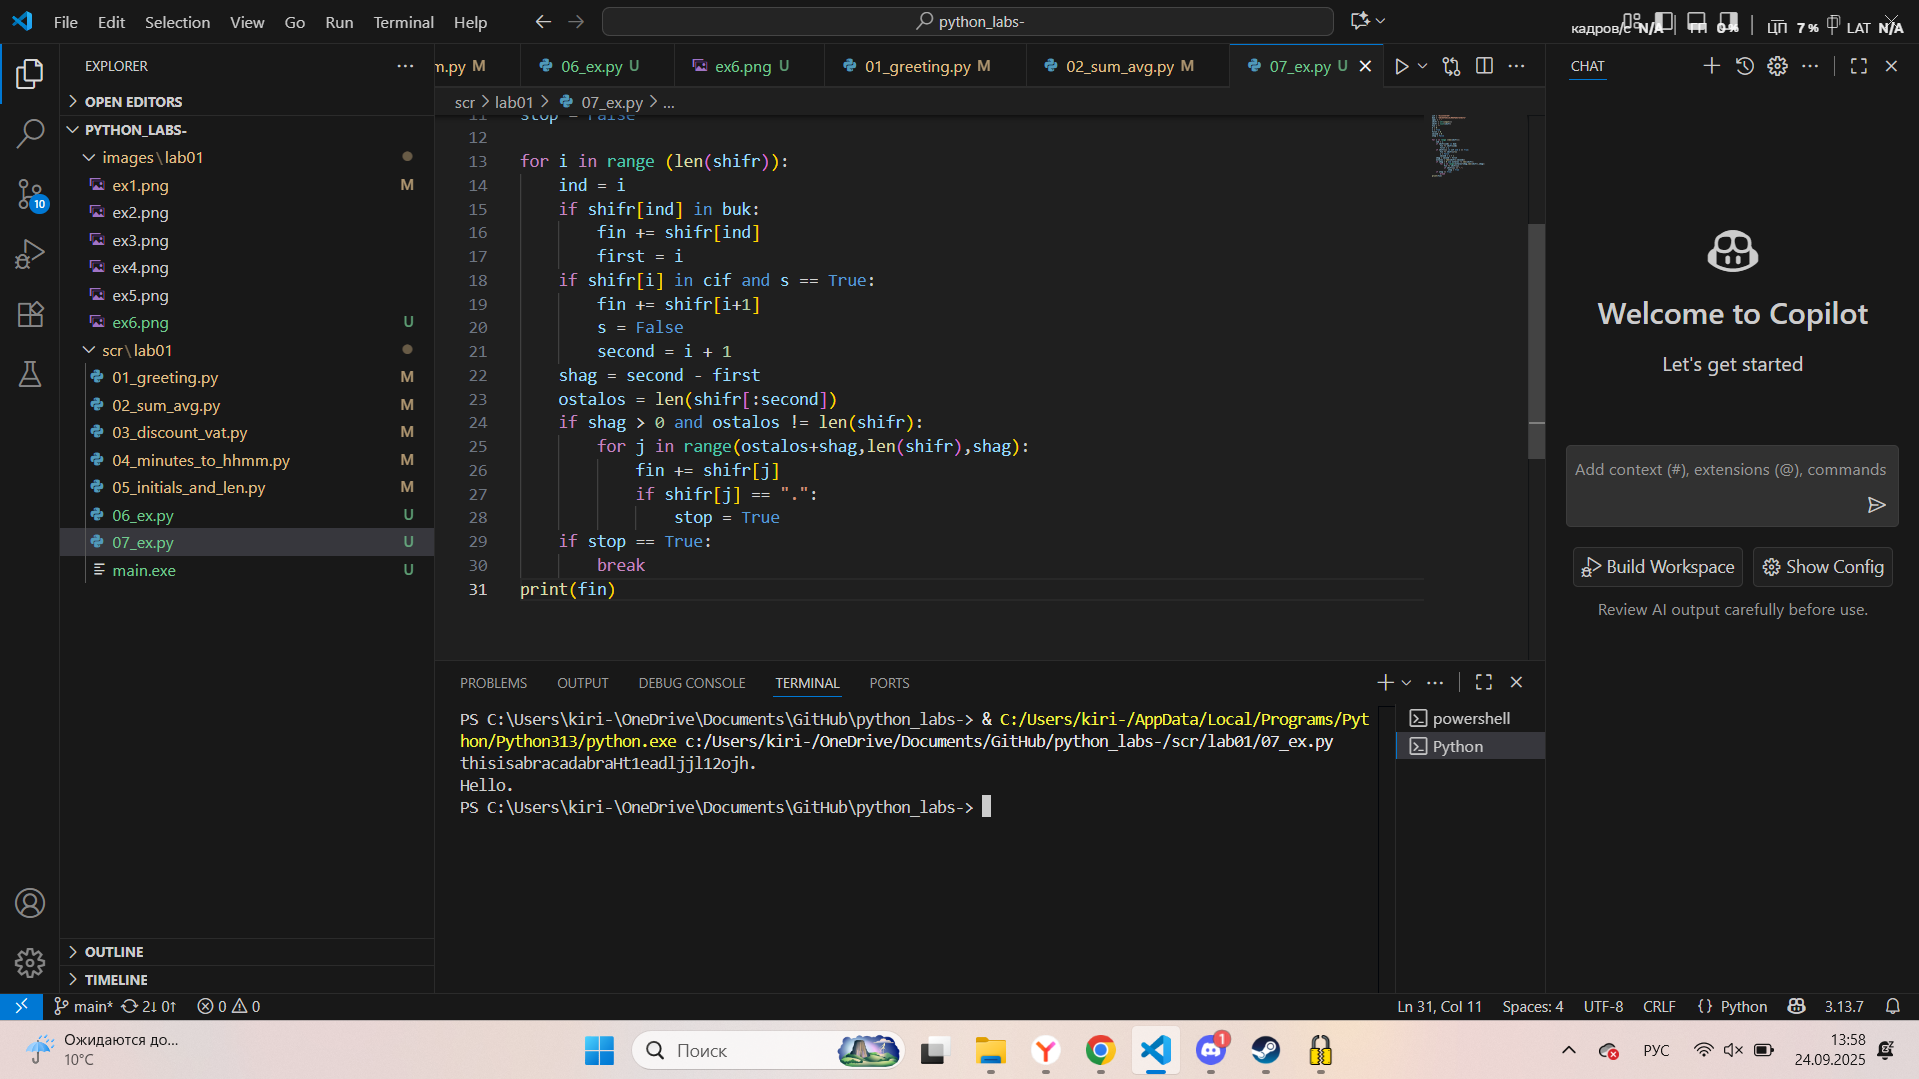 File Edit Selection View Go Run Terminal Help
python_labs-
кадров/с N/A ГП 0% ЦП 7% LAT N/A
EXPLORER
OPEN EDITORS
PYTHON_LABS-
images\lab01
ex1.png M
ex2.png
ex3.png
ex4.png
ex5.png
ex6.png U
scr\lab01
01_greeting.py M
02_sum_avg.py M
03_discount_vat.py M
04_minutes_to_hhmm.py M
05_initials_and_len.py M
06_ex.py U
07_ex.py U
main.exe U
OUTLINE
TIMELINE
m.py M 06_ex.py U ex6.png U 01_greeting.py M 02_sum_avg.py M 07_ex.py U
scr > lab01 > 07_ex.py > ...
11 stop = False
12
13 for i in range (len(shifr)):
14 ind = i
15 if shifr[ind] in buk:
16 fin += shifr[ind]
17 first = i
18 if shifr[i] in cif and s == True:
19 fin += shifr[i+1]
20 s = False
21 second = i + 1
22 shag = second - first
23 ostalos = len(shifr[:second])
24 if shag > 0 and ostalos != len(shifr):
25 for j in range(ostalos+shag,len(shifr),shag):
26 fin += shifr[j]
27 if shifr[j] == ".":
28 stop = True
29 if stop == True:
30 break
31 print(fin)
PROBLEMS OUTPUT DEBUG CONSOLE TERMINAL PORTS
PS C:\Users\kiri-\OneDrive\Documents\GitHub\python_labs-> & C:/Users/kiri-/AppData/Local/Programs/Pyt
hon/Python313/python.exe c:/Users/kiri-/OneDrive/Documents/GitHub/python_labs-/scr/lab01/07_ex.py
thisisabracadabraHt1eadljjl12ojh.
Hello.
PS C:\Users\kiri-\OneDrive\Documents\GitHub\python_labs->
powershell
Python
CHAT
Welcome to Copilot
Let's get started
Add context (#), extensions (@), commands
Build Workspace Show Config
Review AI output carefully before use.
10
main* 2↓ 0↑ 0 0
Ln 31, Col 11 Spaces: 4 UTF-8 CRLF {} Python 3.13.7
Ожидаются до...
10°C
Поиск
1
РУС
13:58
24.09.2025